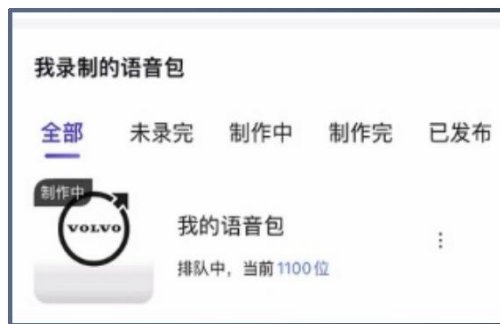 我录制的语音包
全部 未录完 制作中 制作完 已发布
制作中
VOLVO
我的语音包
排队中，当前1100位